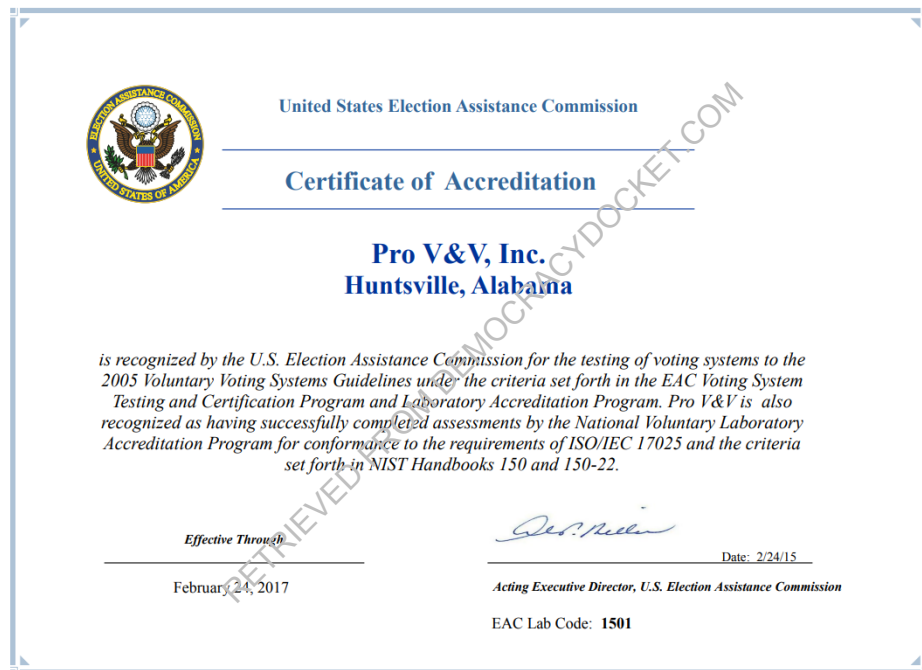 ELECTION ASSISTANCE COMMISSION
UNITED STATES OF AMERICA
United States Election Assistance Commission
Certificate of Accreditation
Pro V&V, Inc.
Huntsville, Alabama
is recognized by the U.S. Election Assistance Commission for the testing of voting systems to the
2005 Voluntary Voting Systems Guidelines under the criteria set forth in the EAC Voting System
Testing and Certification Program and Laboratory Accreditation Program. Pro V&V is also
recognized as having successfully completed assessments by the National Voluntary Laboratory
Accreditation Program for conformance to the requirements of ISO/IEC 17025 and the criteria
set forth in NIST Handbooks 150 and 150-22.
Effective Through
Date: 2/24/15
February 24, 2017
Acting Executive Director, U.S. Election Assistance Commission
EAC Lab Code: 1501
RETRIEVED FROM DEMOCRACYDOCKET.COM